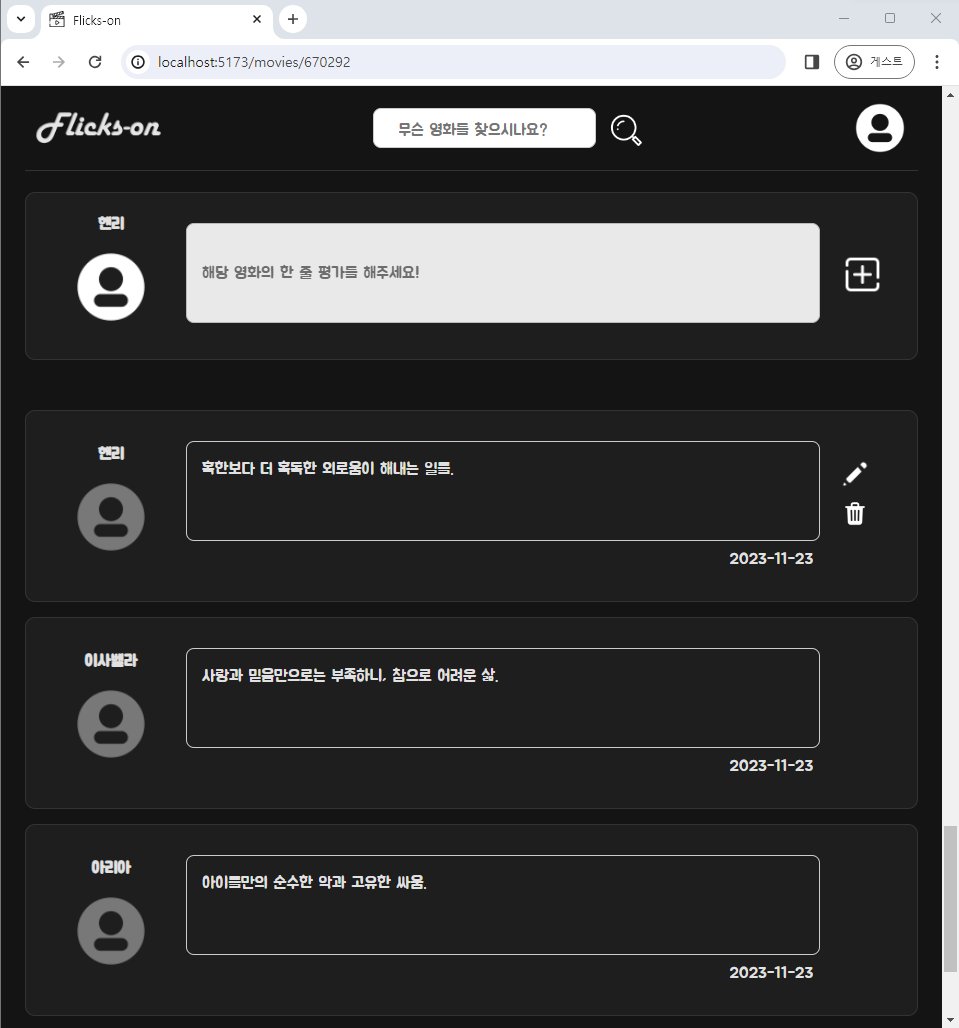 Flicks-on
localhost:5173/movies/670292
게스트
Flicks-on
무슨 영화를 찾으시나요?
헨리
해당 영화의 한 줄 평가를 해주세요!
헨리
혹한보다 더 혹독한 외로움이 해내는 일들.
2023-11-23
이사벨라
사랑과 믿음만으로는 부족하니, 참으로 어려운 삶.
2023-11-23
아리아
아이들만의 순수한 악과 고유한 싸움.
2023-11-23